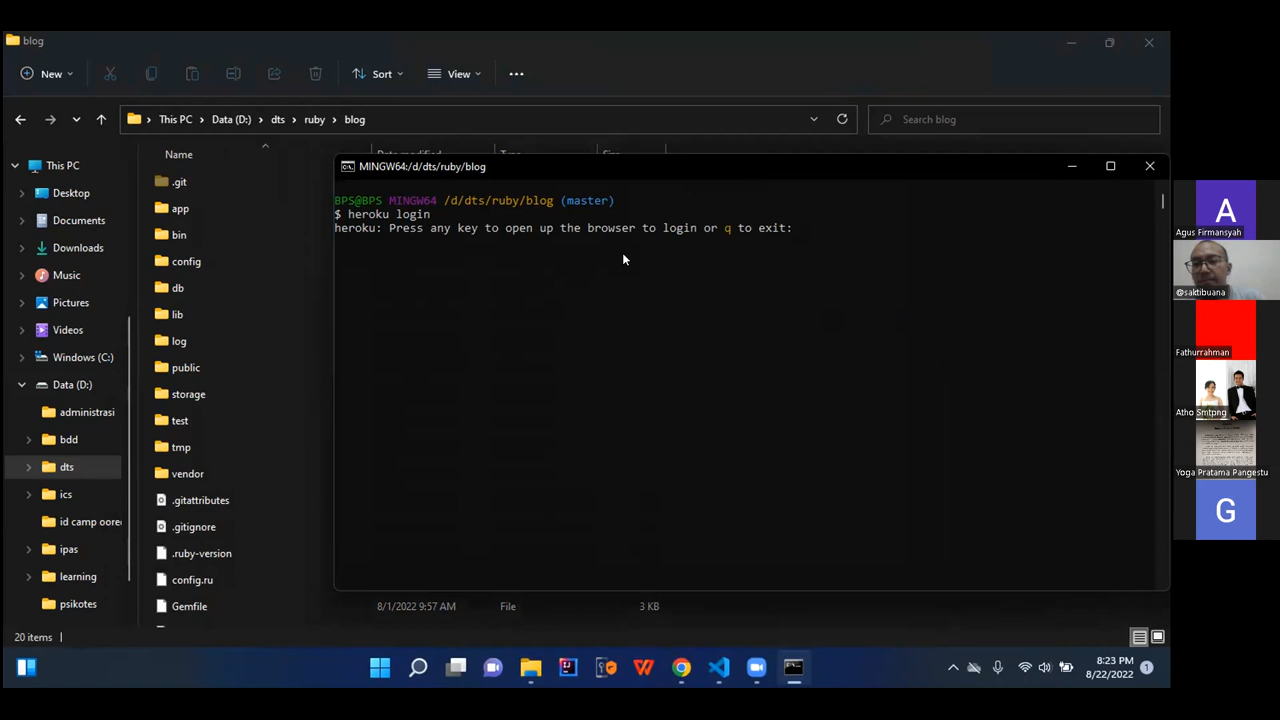 blog
New
Sort
View
This PC
Data (D:)
dts
ruby
blog
Search blog
This PC
Desktop
Documents
Downloads
Music
Pictures
Videos
Windows (C:)
Data (D:)
administrasi
bdd
dts
ics
id camp oore
ipas
learning
psikotes
Name
.git
app
bin
config
db
lib
log
public
storage
test
tmp
vendor
.gitattributes
.gitignore
.ruby-version
config.ru
Gemfile
8/1/2022 9:57 AM File 3 KB
20 items
MINGW64:/d/dts/ruby/blog
BPS@BPS MINGW64 /d/dts/ruby/blog (master)
$ heroku login
heroku: Press any key to open up the browser to login or q to exit:
A
Agus Firmansyah
@saktibuana
Fathurrahman
Atho Smtpng
Yoga Pratama Pangestu
G
8:23 PM
8/22/2022
1